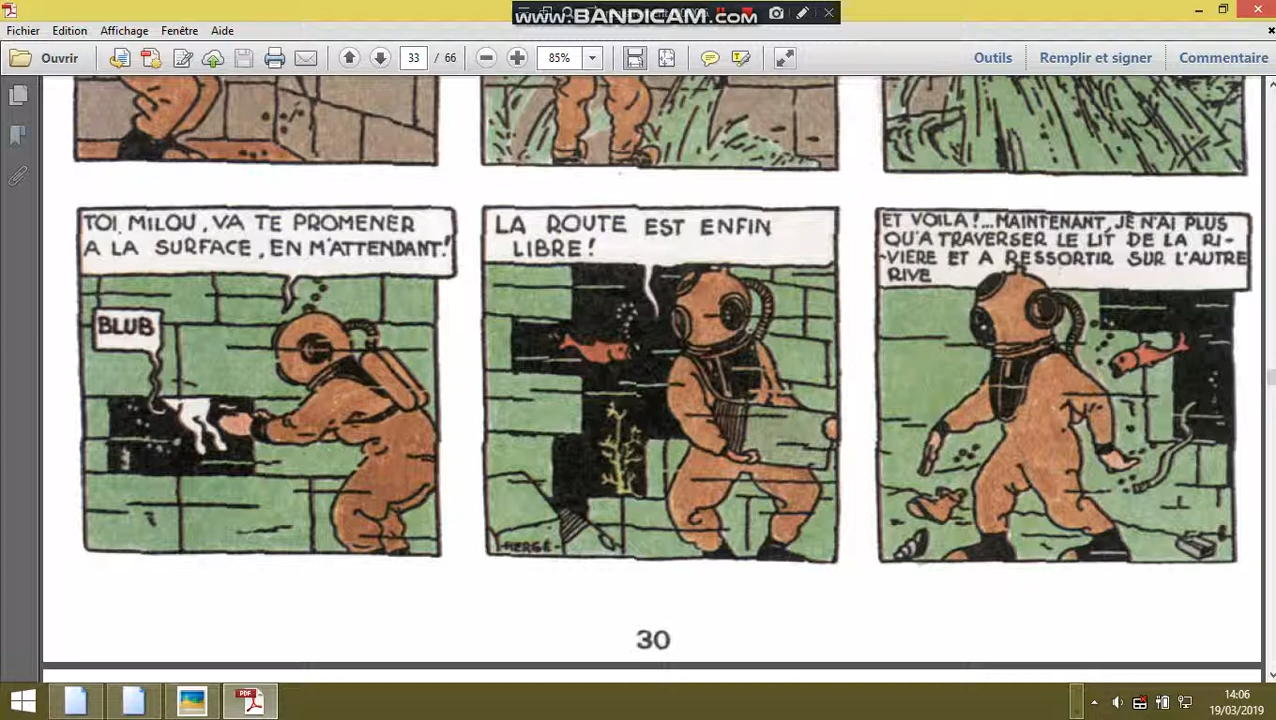 www.BANDICAM.com
Fichier Edition Affichage Fenêtre Aide
Ouvrir 33 / 66 85% Outils Remplir et signer Commentaire
TOI, MILOU, VA TE PROMENER
A LA SURFACE, EN M'ATTENDANT!
BLUB
LA ROUTE EST ENFIN
LIBRE!
ET VOILA!...MAINTENANT, JE N'AI PLUS
QU'A TRAVERSER LE LIT DE LA RI-
-VIERE ET A RESSORTIR SUR L'AUTRE
RIVE
-HERGÉ-
30
14:06
19/03/2019